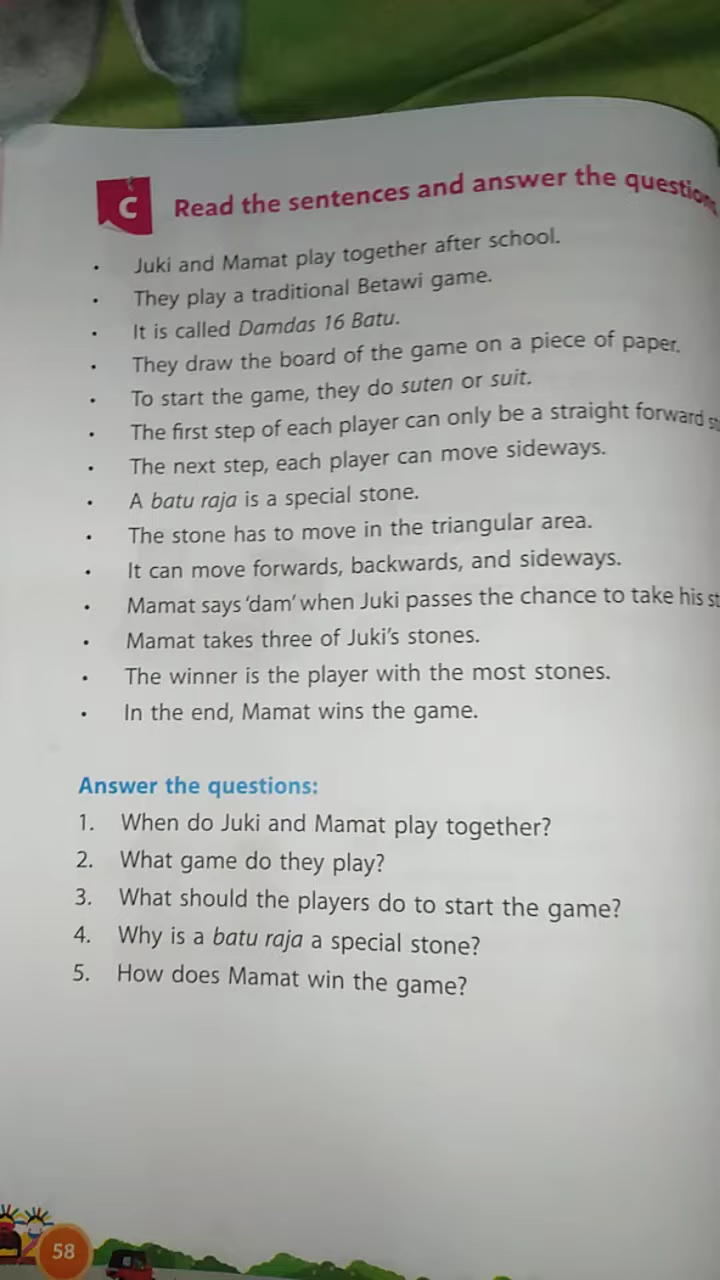 C
Read the sentences and answer the questions
• Juki and Mamat play together after school.
• They play a traditional Betawi game.
• It is called Damdas 16 Batu.
• They draw the board of the game on a piece of paper.
• To start the game, they do suten or suit.
• The first step of each player can only be a straight forward
• The next step, each player can move sideways.
• A batu raja is a special stone.
• The stone has to move in the triangular area.
• It can move forwards, backwards, and sideways.
• Mamat says ‘dam’ when Juki passes the chance to take his
• Mamat takes three of Juki's stones.
• The winner is the player with the most stones.
• In the end, Mamat wins the game.
Answer the questions:
1. When do Juki and Mamat play together?
2. What game do they play?
3. What should the players do to start the game?
4. Why is a batu raja a special stone?
5. How does Mamat win the game?
58